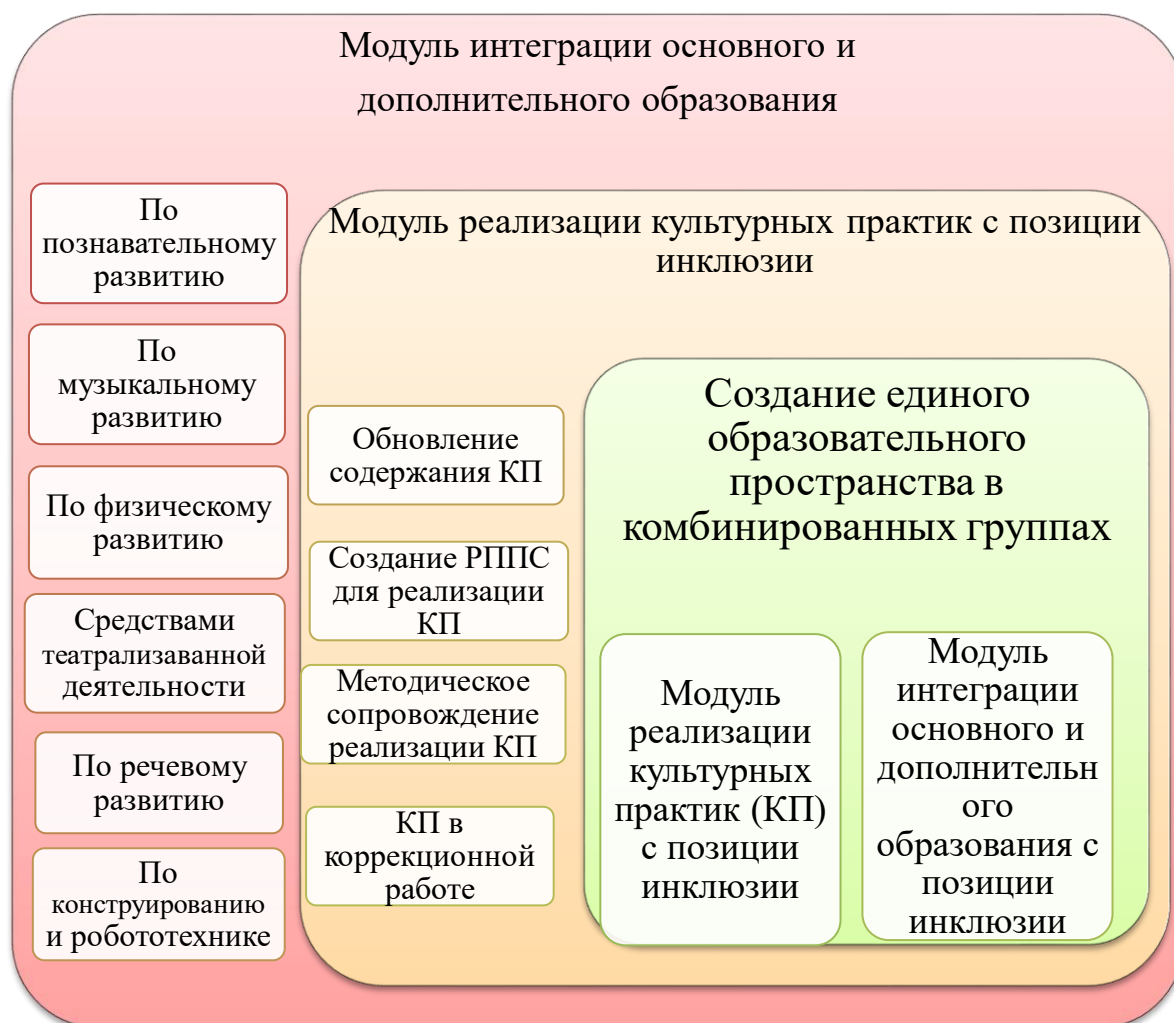 Модуль интеграции основного и
дополнительного образования
По
познавательному
развитию
По
музыкальному
развитию
По физическому
развитию
Средствами
театрализаванной
деятельности
По речевому
развитию
По
конструированию
и робототехнике
Модуль реализации культурных практик с позиции
инклюзии
Обновление
содержания КП
Создание РППС
для реализации
КП
Методическое
сопровождение
реализации КП
КП в
коррекционной
работе
Создание единого
образовательного
пространства в
комбинированных группах
Модуль
реализации
культурных
практик (КП)
с позиции
инклюзии
Модуль
интеграции
основного и
дополнительн
ого
образования с
позиции
инклюзии